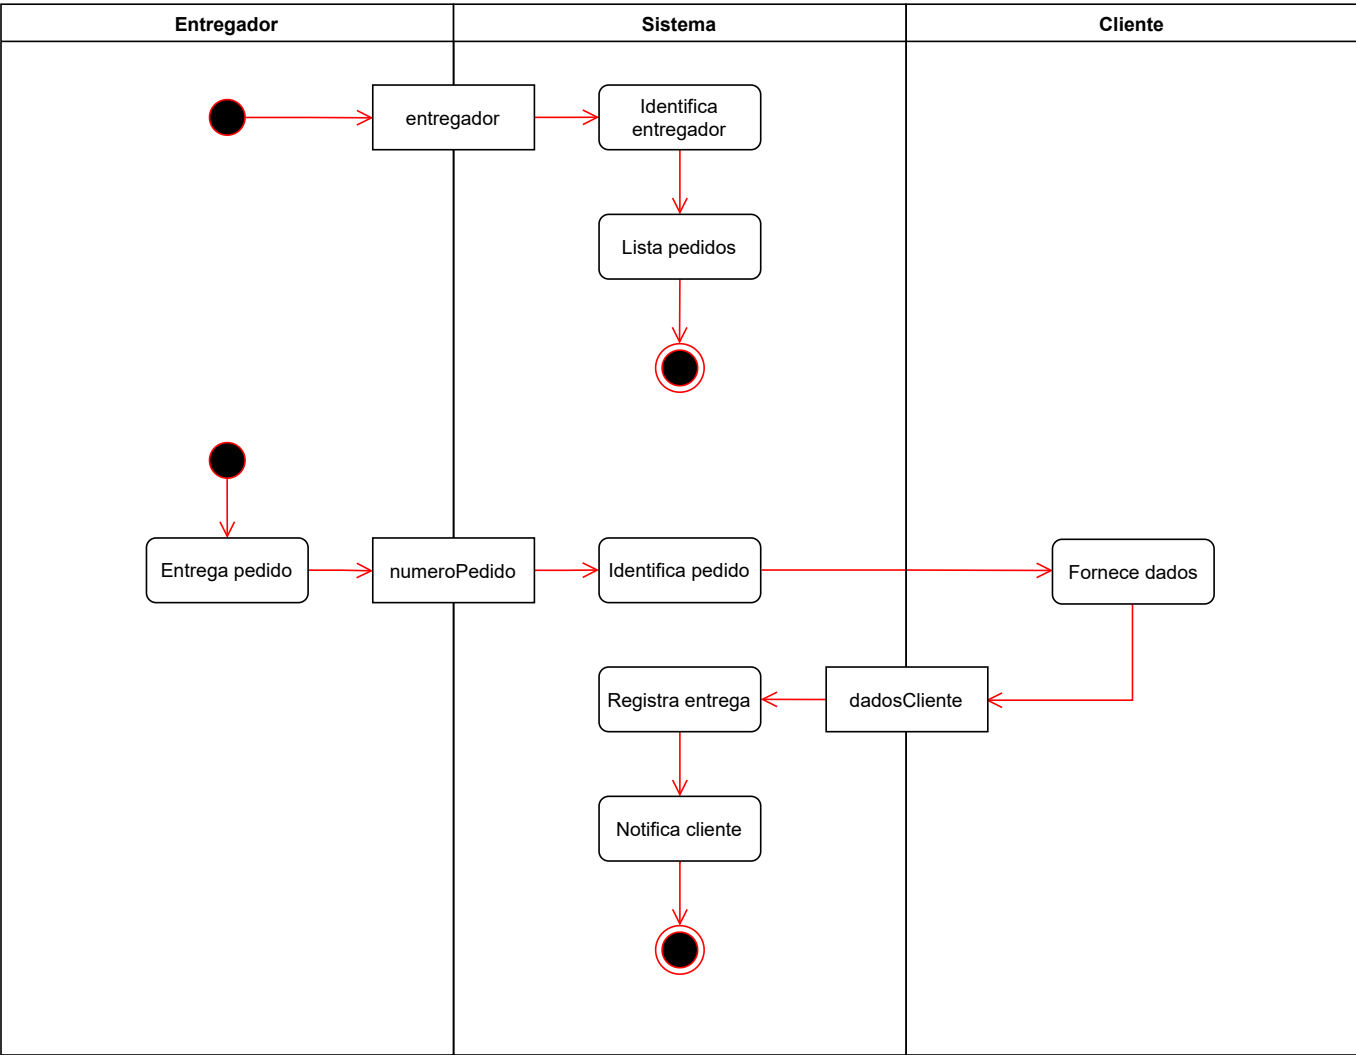 Entregador
Sistema
Cliente
entregador
Identifica
entregador
Lista pedidos
Entrega pedido
numeroPedido
Identifica pedido
Fornece dados
Registra entrega
dadosCliente
Notifica cliente